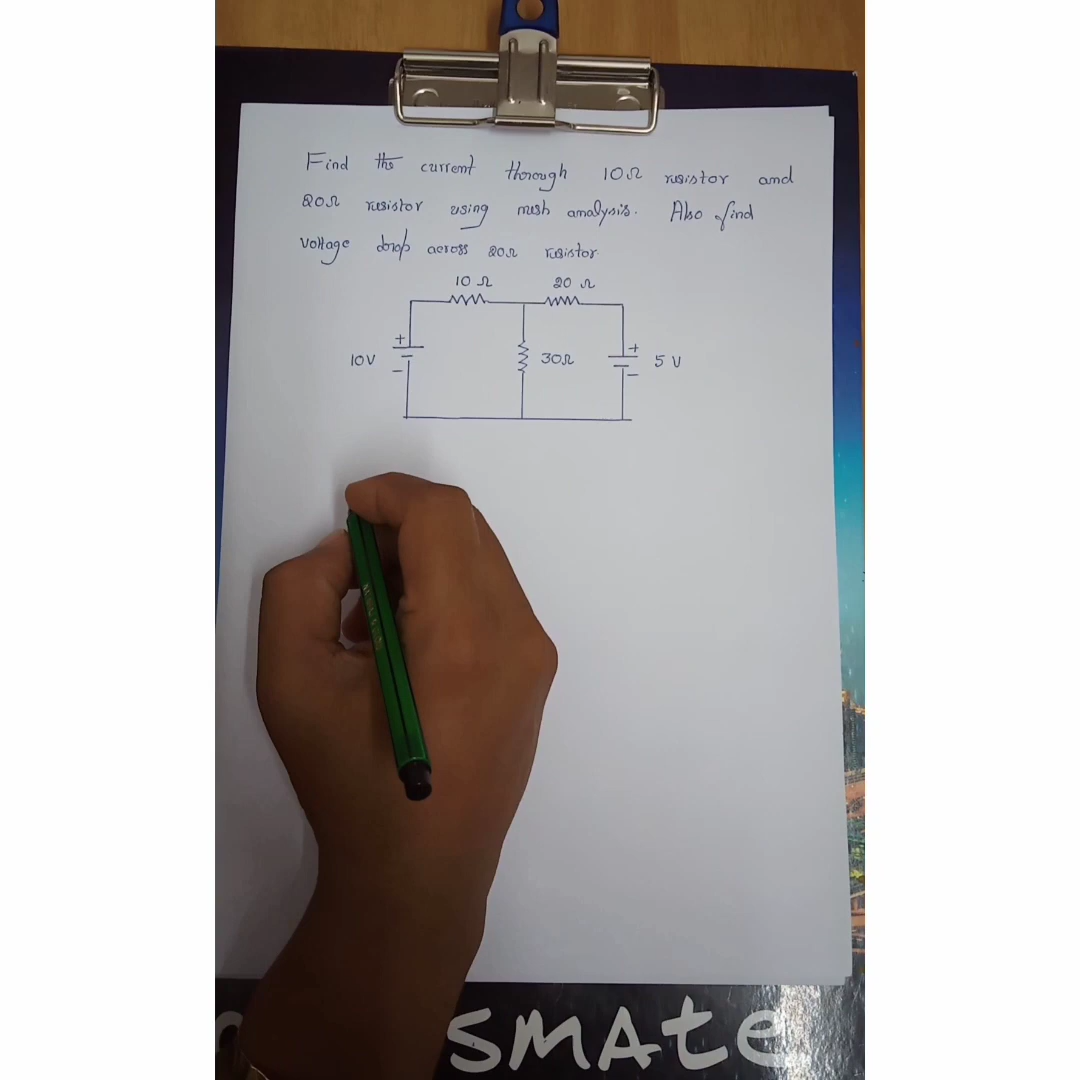 Find the current through 10Ω resistor and
20Ω resistor using mesh analysis. Also find
voltage drop across 20Ω resistor.
10 Ω 20 Ω
+ +
10V 30Ω 5 V
- -
SMAte